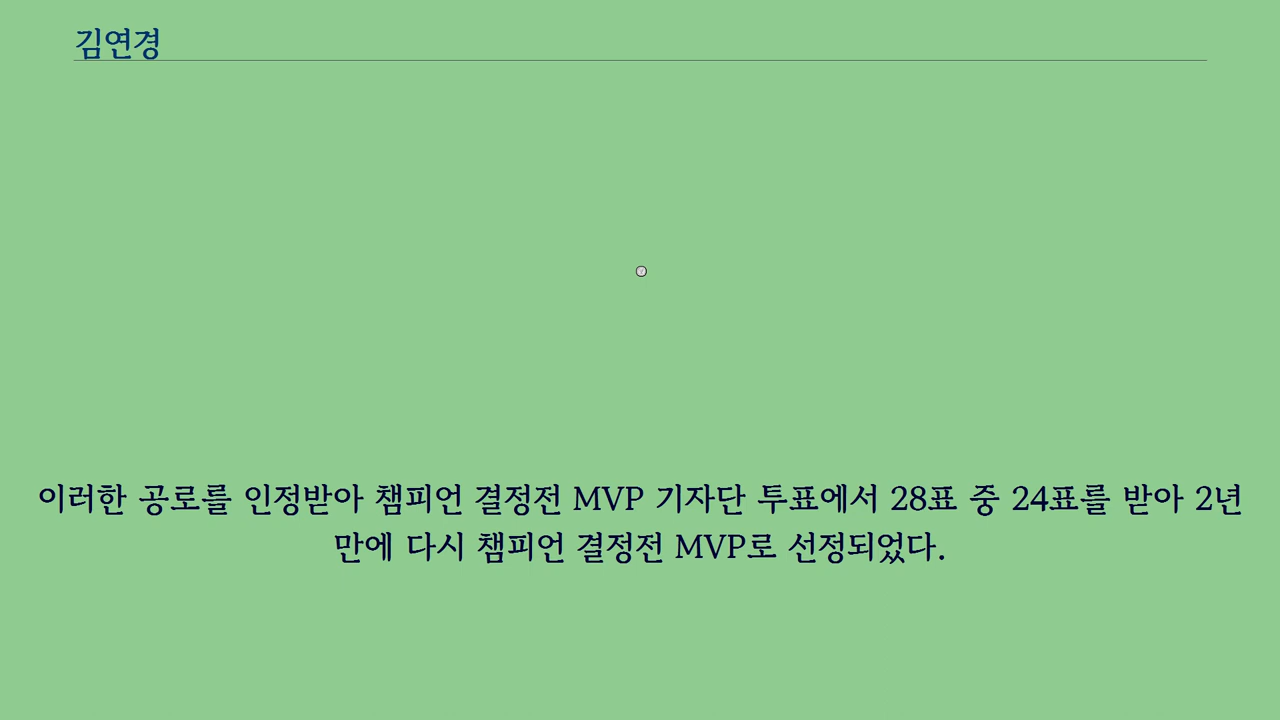 김연경
이러한 공로를 인정받아 챔피언 결정전 MVP 기자단 투표에서 28표 중 24표를 받아 2년
만에 다시 챔피언 결정전 MVP로 선정되었다.